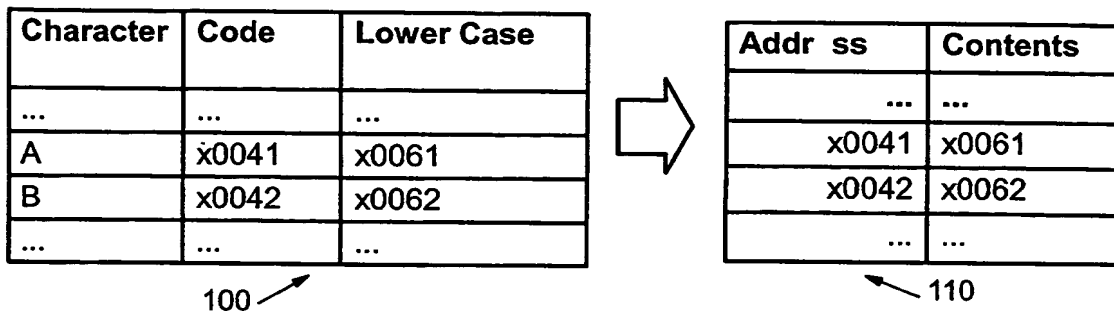 Character Code Lower Case
... ... ...
A x0041 x0061
B x0042 x0062
... ... ...
100
Addr ss Contents
... ...
x0041 x0061
x0042 x0062
... ...
110